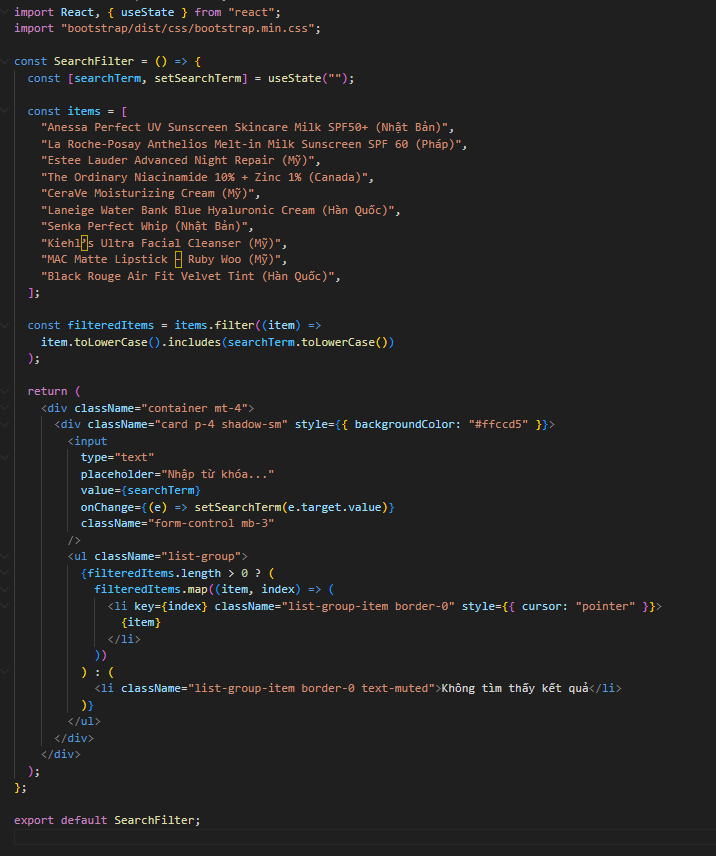 import React, { useState } from "react";
import "bootstrap/dist/css/bootstrap.min.css";

const SearchFilter = () => {
  const [searchTerm, setSearchTerm] = useState("");

  const items = [
    "Anessa Perfect UV Sunscreen Skincare Milk SPF50+ (Nhật Bản)",
    "La Roche-Posay Anthelios Melt-in Milk Sunscreen SPF 60 (Pháp)",
    "Estee Lauder Advanced Night Repair (Mỹ)",
    "The Ordinary Niacinamide 10% + Zinc 1% (Canada)",
    "CeraVe Moisturizing Cream (Mỹ)",
    "Laneige Water Bank Blue Hyaluronic Cream (Hàn Quốc)",
    "Senka Perfect Whip (Nhật Bản)",
    "Kiehl’s Ultra Facial Cleanser (Mỹ)",
    "MAC Matte Lipstick – Ruby Woo (Mỹ)",
    "Black Rouge Air Fit Velvet Tint (Hàn Quốc)",
  ];

  const filteredItems = items.filter((item) =>
    item.toLowerCase().includes(searchTerm.toLowerCase())
  );

  return (
    <div className="container mt-4">
      <div className="card p-4 shadow-sm" style={{ backgroundColor: "#ffccd5" }}>
        <input
          type="text"
          placeholder="Nhập từ khóa..."
          value={searchTerm}
          onChange={(e) => setSearchTerm(e.target.value)}
          className="form-control mb-3"
        />
        <ul className="list-group">
          {filteredItems.length > 0 ? (
            filteredItems.map((item, index) => (
              <li key={index} className="list-group-item border-0" style={{ cursor: "pointer" }}>
                {item}
              </li>
            ))
          ) : (
            <li className="list-group-item border-0 text-muted">Không tìm thấy kết quả</li>
          )}
        </ul>
      </div>
    </div>
  );
};

export default SearchFilter;